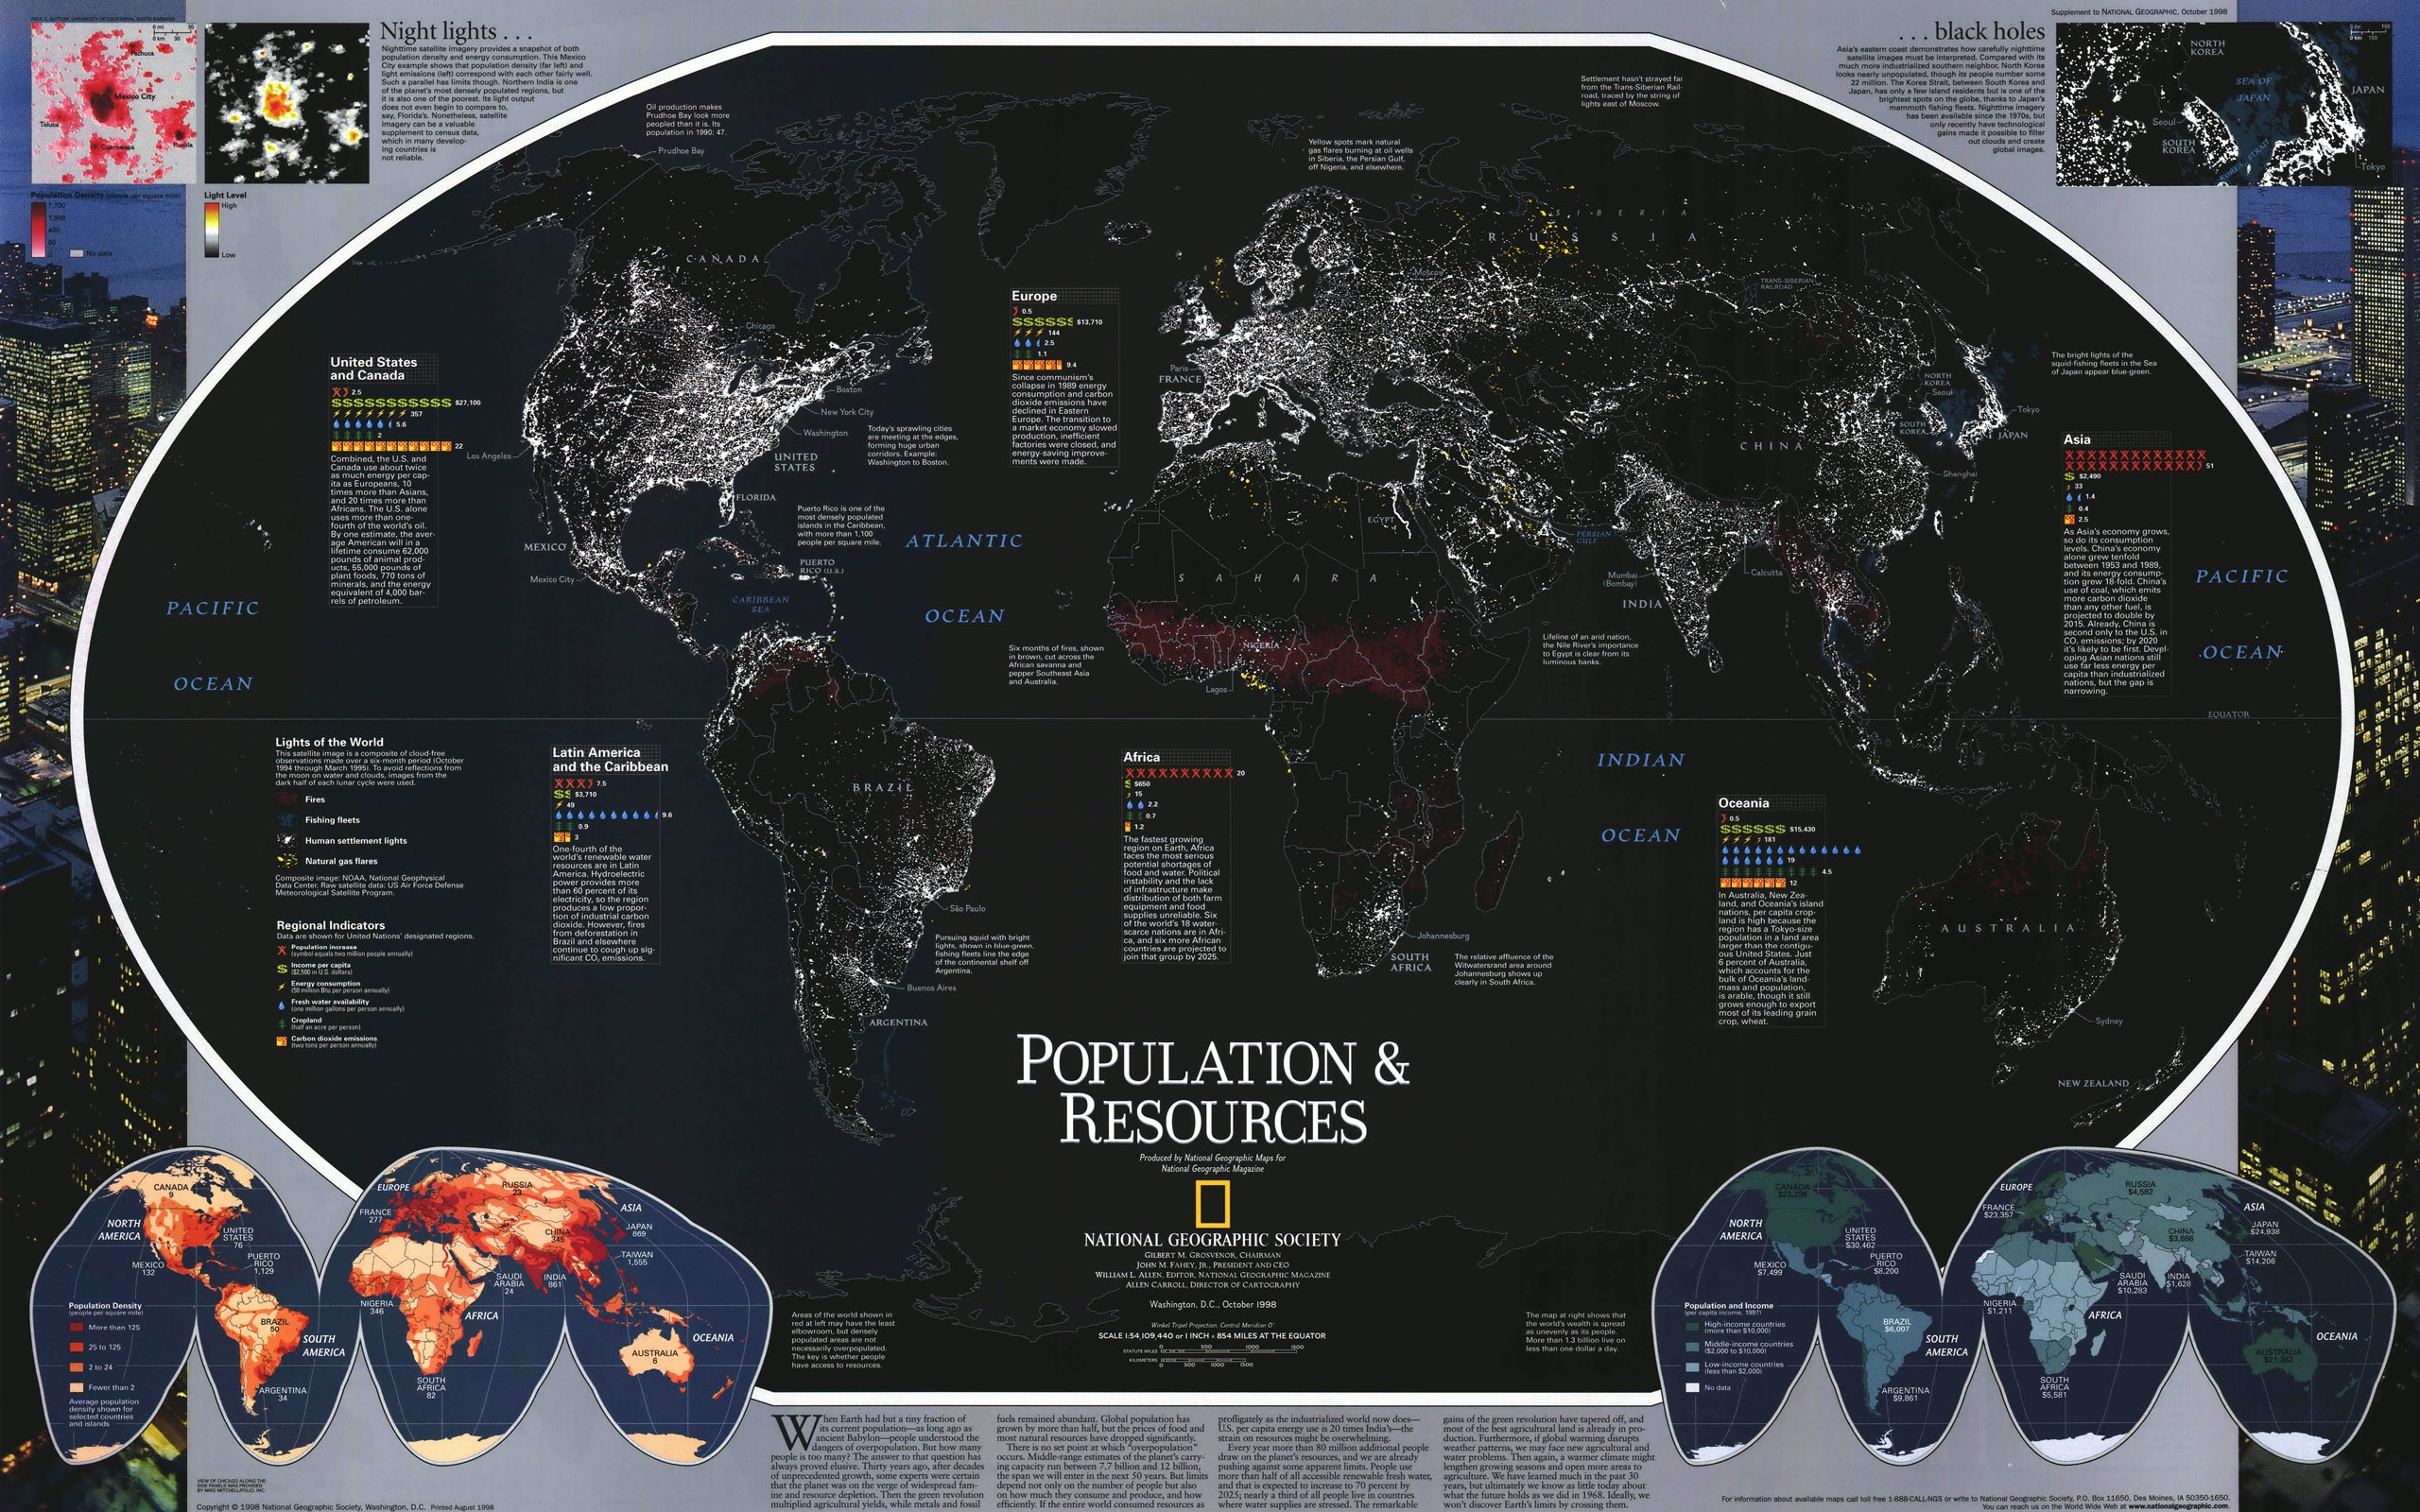 PAUL C. SUTTON, UNIVERSITY OF CALIFORNIA, SANTA BARBARA
0 mi 30
0 km 30
Pachuca
Mexico City
Toluca
Cuernavaca
Puebla
Population Density (people per square mile)
7,700
1,900
400
80
0
No data
Light Level
High
Low
Night lights . . .
Nighttime satellite imagery provides a snapshot of both
population density and energy consumption. This Mexico
City example shows that population density (far left) and
light emissions (left) correspond with each other fairly well.
Such a parallel has limits though. Northern India is one
of the planet's most densely populated regions, but
it is also one of the poorest. Its light output
does not even begin to compare to,
say, Florida's. Nonetheless, satellite
imagery can be a valuable
supplement to census data,
which in many develop-
ing countries is
not reliable.
Supplement to NATIONAL GEOGRAPHIC, October 1998
. . . black holes
Asia's eastern coast demonstrates how carefully nighttime
satellite images must be interpreted. Compared with its
much more industrialized southern neighbor, North Korea
looks nearly unpopulated, though its people number some
22 million. The Korea Strait, between South Korea and
Japan, has only a few island residents but is one of the
brightest spots on the globe, thanks to Japan's
mammoth fishing fleets. Nighttime imagery
has been available since the 1970s, but
only recently have technological
gains made it possible to filter
out clouds and create
global images.
0 mi 150
0 km 150
NORTH
KOREA
SEA OF
JAPAN
JAPAN
Seoul
SOUTH
KOREA
KOREA STRAIT
Tokyo
Oil production makes
Prudhoe Bay look more
peopled than it is. Its
population in 1990: 47.
Prudhoe Bay
Settlement hasn't strayed far
from the Trans-Siberian Rail-
road, traced by the string of
lights east of Moscow.
Yellow spots mark natural
gas flares burning at oil wells
in Siberia, the Persian Gulf,
off Nigeria, and elsewhere.
SIBERIA
RUSSIA
CANADA
Moscow
TRANS-SIBERIAN
RAILROAD
Chicago
Boston
New York City
Washington
Los Angeles
UNITED
STATES
FLORIDA
MEXICO
Mexico City
Today's sprawling cities
are meeting at the edges,
forming huge urban
corridors. Example:
Washington to Boston.
Puerto Rico is one of the
most densely populated
islands in the Caribbean,
with more than 1,100
people per square mile.
PUERTO
RICO (U.S.)
CARIBBEAN
SEA
United States
and Canada
2.5
$27,100
357
5.6
2
22
Combined, the U.S. and
Canada use about twice
as much energy per cap-
ita as Europeans, 10
times more than Asians,
and 20 times more than
Africans. The U.S. alone
uses more than one-
fourth of the world's oil.
By one estimate, the aver-
age American will in a
lifetime consume 62,000
pounds of animal prod-
ucts, 55,000 pounds of
plant foods, 770 tons of
minerals, and the energy
equivalent of 4,000 bar-
rels of petroleum.
Europe
0.5
$13,710
144
2.5
1.1
9.4
Since communism's
collapse in 1989 energy
consumption and carbon
dioxide emissions have
declined in Eastern
Europe. The transition to
a market economy slowed
production, inefficient
factories were closed, and
energy-saving improve-
ments were made.
Paris
FRANCE
ATLANTIC
OCEAN
PACIFIC
OCEAN
EGYPT
SAHARA
NIGERIA
Lagos
PERSIAN
GULF
Mumbai
(Bombay)
INDIA
Calcutta
CHINA
Shanghai
NORTH
KOREA
Seoul
SOUTH
KOREA
Tokyo
JAPAN
The bright lights of the
squid-fishing fleets in the Sea
of Japan appear blue-green.
Asia
51
$2,490
33
1.4
0.4
2.5
As Asia's economy grows,
so do its consumption
levels. China's economy
alone grew tenfold
between 1953 and 1989,
and its energy consump-
tion grew 18-fold. China's
use of coal, which emits
more carbon dioxide
than any other fuel, is
projected to double by
2015. Already, China is
second only to the U.S. in
CO₂ emissions; by 2020
it's likely to be first. Devel-
oping Asian nations still
use far less energy per
capita than industrialized
nations, but the gap is
narrowing.
PACIFIC
OCEAN
EQUATOR
Six months of fires, shown
in brown, cut across the
African savanna and
pepper Southeast Asia
and Australia.
Lifeline of an arid nation,
the Nile River's importance
to Egypt is clear from its
luminous banks.
INDIAN
OCEAN
Lights of the World
This satellite image is a composite of cloud-free
observations made over a six-month period (October
1994 through March 1995). To avoid reflections from
the moon on water and clouds, images from the
dark half of each lunar cycle were used.
Fires
Fishing fleets
Human settlement lights
Natural gas flares
Composite image: NOAA, National Geophysical
Data Center. Raw satellite data: US Air Force Defense
Meteorological Satellite Program.
Regional Indicators
Data are shown for United Nations' designated regions.
Population increase
(symbol equals two million people annually)
Income per capita
($2,500 in U.S. dollars)
Energy consumption
(50 million Btu per person annually)
Fresh water availability
(one million gallons per person annually)
Cropland
(half an acre per person)
Carbon dioxide emissions
(two tons per person annually)
Latin America
and the Caribbean
7.5
$3,710
49
9.6
0.9
3
One-fourth of the
world's renewable water
resources are in Latin
America. Hydroelectric
power provides more
than 60 percent of its
electricity, so the region
produces a low propor-
tion of industrial carbon
dioxide. However, fires
from deforestation in
Brazil and elsewhere
continue to cough up sig-
nificant CO₂ emissions.
BRAZIL
São Paulo
Buenos Aires
ARGENTINA
Pursuing squid with bright
lights, shown in blue-green,
fishing fleets line the edge
of the continental shelf off
Argentina.
Africa
20
$650
15
2.2
0.7
1.2
The fastest growing
region on Earth, Africa
faces the most serious
potential shortages of
food and water. Political
instability and the lack
of infrastructure make
distribution of both farm
equipment and food
supplies unreliable. Six
of the world's 18 water-
scarce nations are in Afri-
ca, and six more African
countries are projected to
join that group by 2025.
Johannesburg
SOUTH
AFRICA
The relative affluence of the
Witwatersrand area around
Johannesburg shows up
clearly in South Africa.
Oceania
0.5
$15,430
181
19
4.5
12
In Australia, New Zea-
land, and Oceania's island
nations, per capita crop-
land is high because the
region has a Tokyo-size
population in a land area
larger than the contigu-
ous United States. Just
6 percent of Australia,
which accounts for the
bulk of Oceania's land-
mass and population,
is arable, though it still
grows enough to export
most of its leading grain
crop, wheat.
AUSTRALIA
Sydney
NEW ZEALAND
POPULATION &
RESOURCES
Produced by National Geographic Maps for
National Geographic Magazine
NATIONAL GEOGRAPHIC SOCIETY
GILBERT M. GROSVENOR, CHAIRMAN
JOHN M. FAHEY, JR., PRESIDENT AND CEO
WILLIAM L. ALLEN, EDITOR, NATIONAL GEOGRAPHIC MAGAZINE
ALLEN CARROLL, DIRECTOR OF CARTOGRAPHY
Washington, D.C., October 1998
Winkel Tripel Projection, Central Meridian 0°
SCALE 1:54,109,440 or 1 INCH = 854 MILES AT THE EQUATOR
0 500 1000 1500
STATUTE MILES
KILOMETERS
0 500 1000 1500
CANADA
9
NORTH
AMERICA
UNITED
STATES
76
MEXICO
132
PUERTO
RICO
1,129
BRAZIL
50
SOUTH
AMERICA
ARGENTINA
34
EUROPE
FRANCE
277
RUSSIA
23
ASIA
CHINA
345
JAPAN
869
TAIWAN
1,555
SAUDI
ARABIA
24
INDIA
861
NIGERIA
346
AFRICA
SOUTH
AFRICA
82
AUSTRALIA
6
OCEANIA
Population Density
(people per square mile)
More than 125
25 to 125
2 to 24
Fewer than 2
Average population
density shown for
selected countries
and islands
Areas of the world shown in
red at left may have the least
elbowroom, but densely
populated areas are not
necessarily overpopulated.
The key is whether people
have access to resources.
The map at right shows that
the world's wealth is spread
as unevenly as its people.
More than 1.3 billion live on
less than one dollar a day.
CANADA
$23,296
NORTH
AMERICA
UNITED
STATES
$30,462
MEXICO
$7,499
PUERTO
RICO
$8,200
BRAZIL
$6,007
SOUTH
AMERICA
ARGENTINA
$9,861
EUROPE
FRANCE
$23,357
RUSSIA
$4,582
ASIA
CHINA
$3,686
JAPAN
$24,938
TAIWAN
$14,206
SAUDI
ARABIA
$10,283
INDIA
$1,628
NIGERIA
$1,211
AFRICA
SOUTH
AFRICA
$5,581
AUSTRALIA
OCEANIA
Population and Income
(per capita income, 1997)
High-income countries
(more than $10,000)
Middle-income countries
($2,000 to $10,000)
Low-income countries
(less than $2,000)
No data
When Earth had but a tiny fraction of
its current population—as long ago as
ancient Babylon—people understood the
dangers of overpopulation. But how many
people is too many? The answer to that question has
always proved elusive. Thirty years ago, after decades
of unprecedented growth, some experts were certain
that the planet was on the verge of widespread fam-
ine and resource depletion. Then the green revolution
multiplied agricultural yields, while metals and fossil
fuels remained abundant. Global population has
grown by more than half, but the prices of food and
most natural resources have dropped significantly.
There is no set point at which "overpopulation"
occurs. Middle-range estimates of the planet's carry-
ing capacity run between 7.7 billion and 12 billion,
the span we will enter in the next 50 years. But limits
depend not only on the number of people but also
on how much they consume and produce, and how
efficiently. If the entire world consumed resources as
profligately as the industrialized world now does—
U.S. per capita energy use is 20 times India's—the
strain on resources might be overwhelming.
Every year more than 80 million additional people
draw on the planet's resources, and we are already
pushing against some apparent limits. People use
more than half of all accessible renewable fresh water,
and that is expected to increase to 70 percent by
2025; nearly a third of all people live in countries
where water supplies are stressed. The remarkable
gains of the green revolution have tapered off, and
most of the best agricultural land is already in pro-
duction. Furthermore, if global warming disrupts
weather patterns, we may face new agricultural and
water problems. Then again, a warmer climate might
lengthen growing seasons and open more areas to
agriculture. We have learned much in the past 30
years, but ultimately we know as little today about
what the future holds as we did in 1968. Ideally, we
won't discover Earth's limits by crossing them.
VIEW OF CHICAGO ALONG THE
SIDE PANELS WAS PROVIDED
BY MIKE MITCHELL/FOLIO, INC.
Copyright © 1998 National Geographic Society, Washington, D.C. Printed August 1998
For information about available maps call toll free 1-888-CALL-NGS or write to National Geographic Society, P.O. Box 11650, Des Moines, IA 50350-1650.
You can reach us on the World Wide Web at www.nationalgeographic.com.